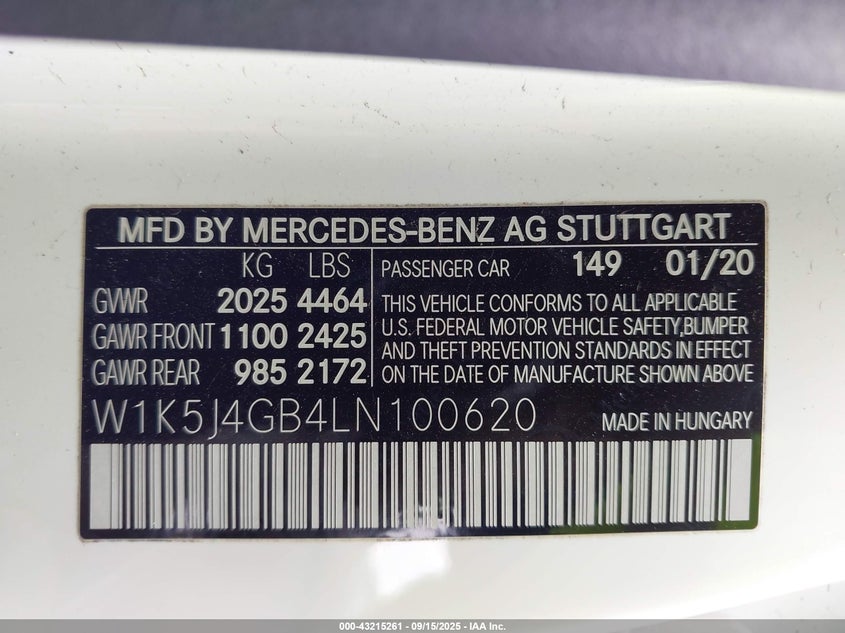 MFD BY MERCEDES-BENZ AG STUTTGART
KG LBS
GVWR 2025 4464
GAWR FRONT 1100 2425
GAWR REAR 985 2172
PASSENGER CAR 149 01/20
THIS VEHICLE CONFORMS TO ALL APPLICABLE
U.S. FEDERAL MOTOR VEHICLE SAFETY,BUMPER
AND THEFT PREVENTION STANDARDS IN EFFECT
ON THE DATE OF MANUFACTURE SHOWN ABOVE
W1K5J4GB4LN100620 MADE IN HUNGARY
000-43215261 - 09/15/2025 - IAA Inc.